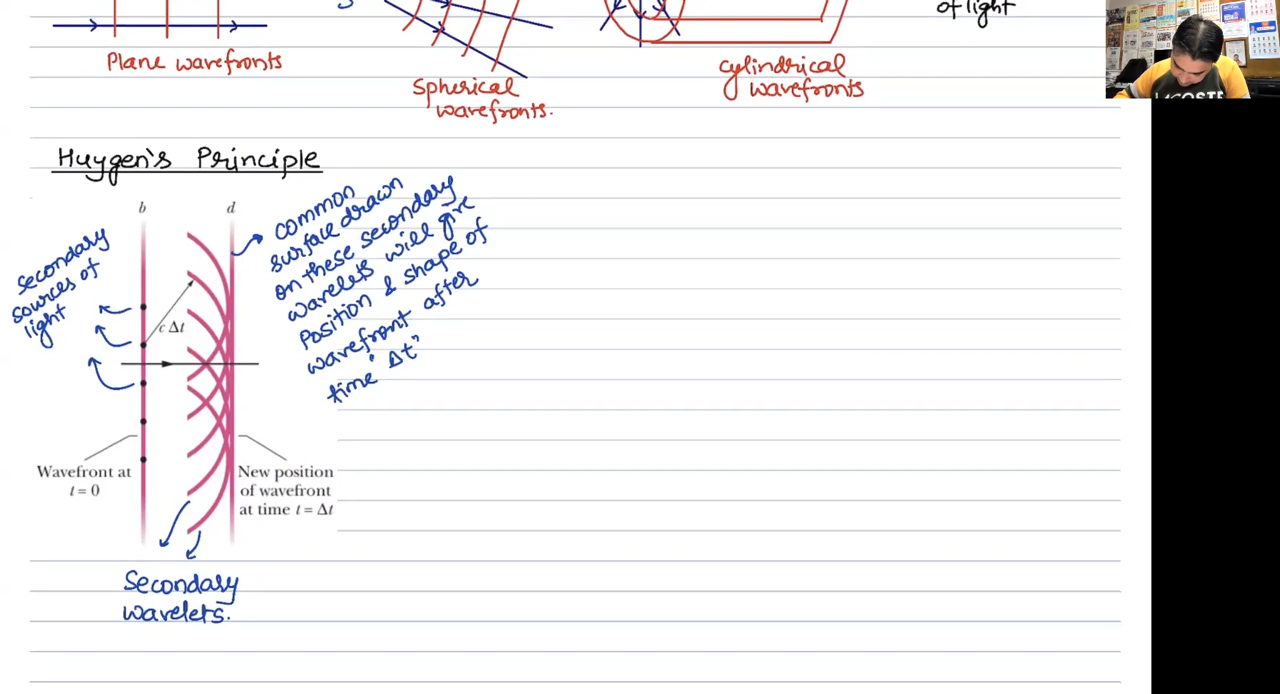 of light
Plane wavefronts
Spherical
wavefronts.
cylindrical
wavefronts
Huygen's Principle
b
d
secondary
sources of
light
common
surface drawn
on these secondary
wavelets will give
position & shape of
wavefront after
time "Δt"
c Δt
Wavefront at
t = 0
New position
of wavefront
at time t = Δt
Secondary
wavelets.